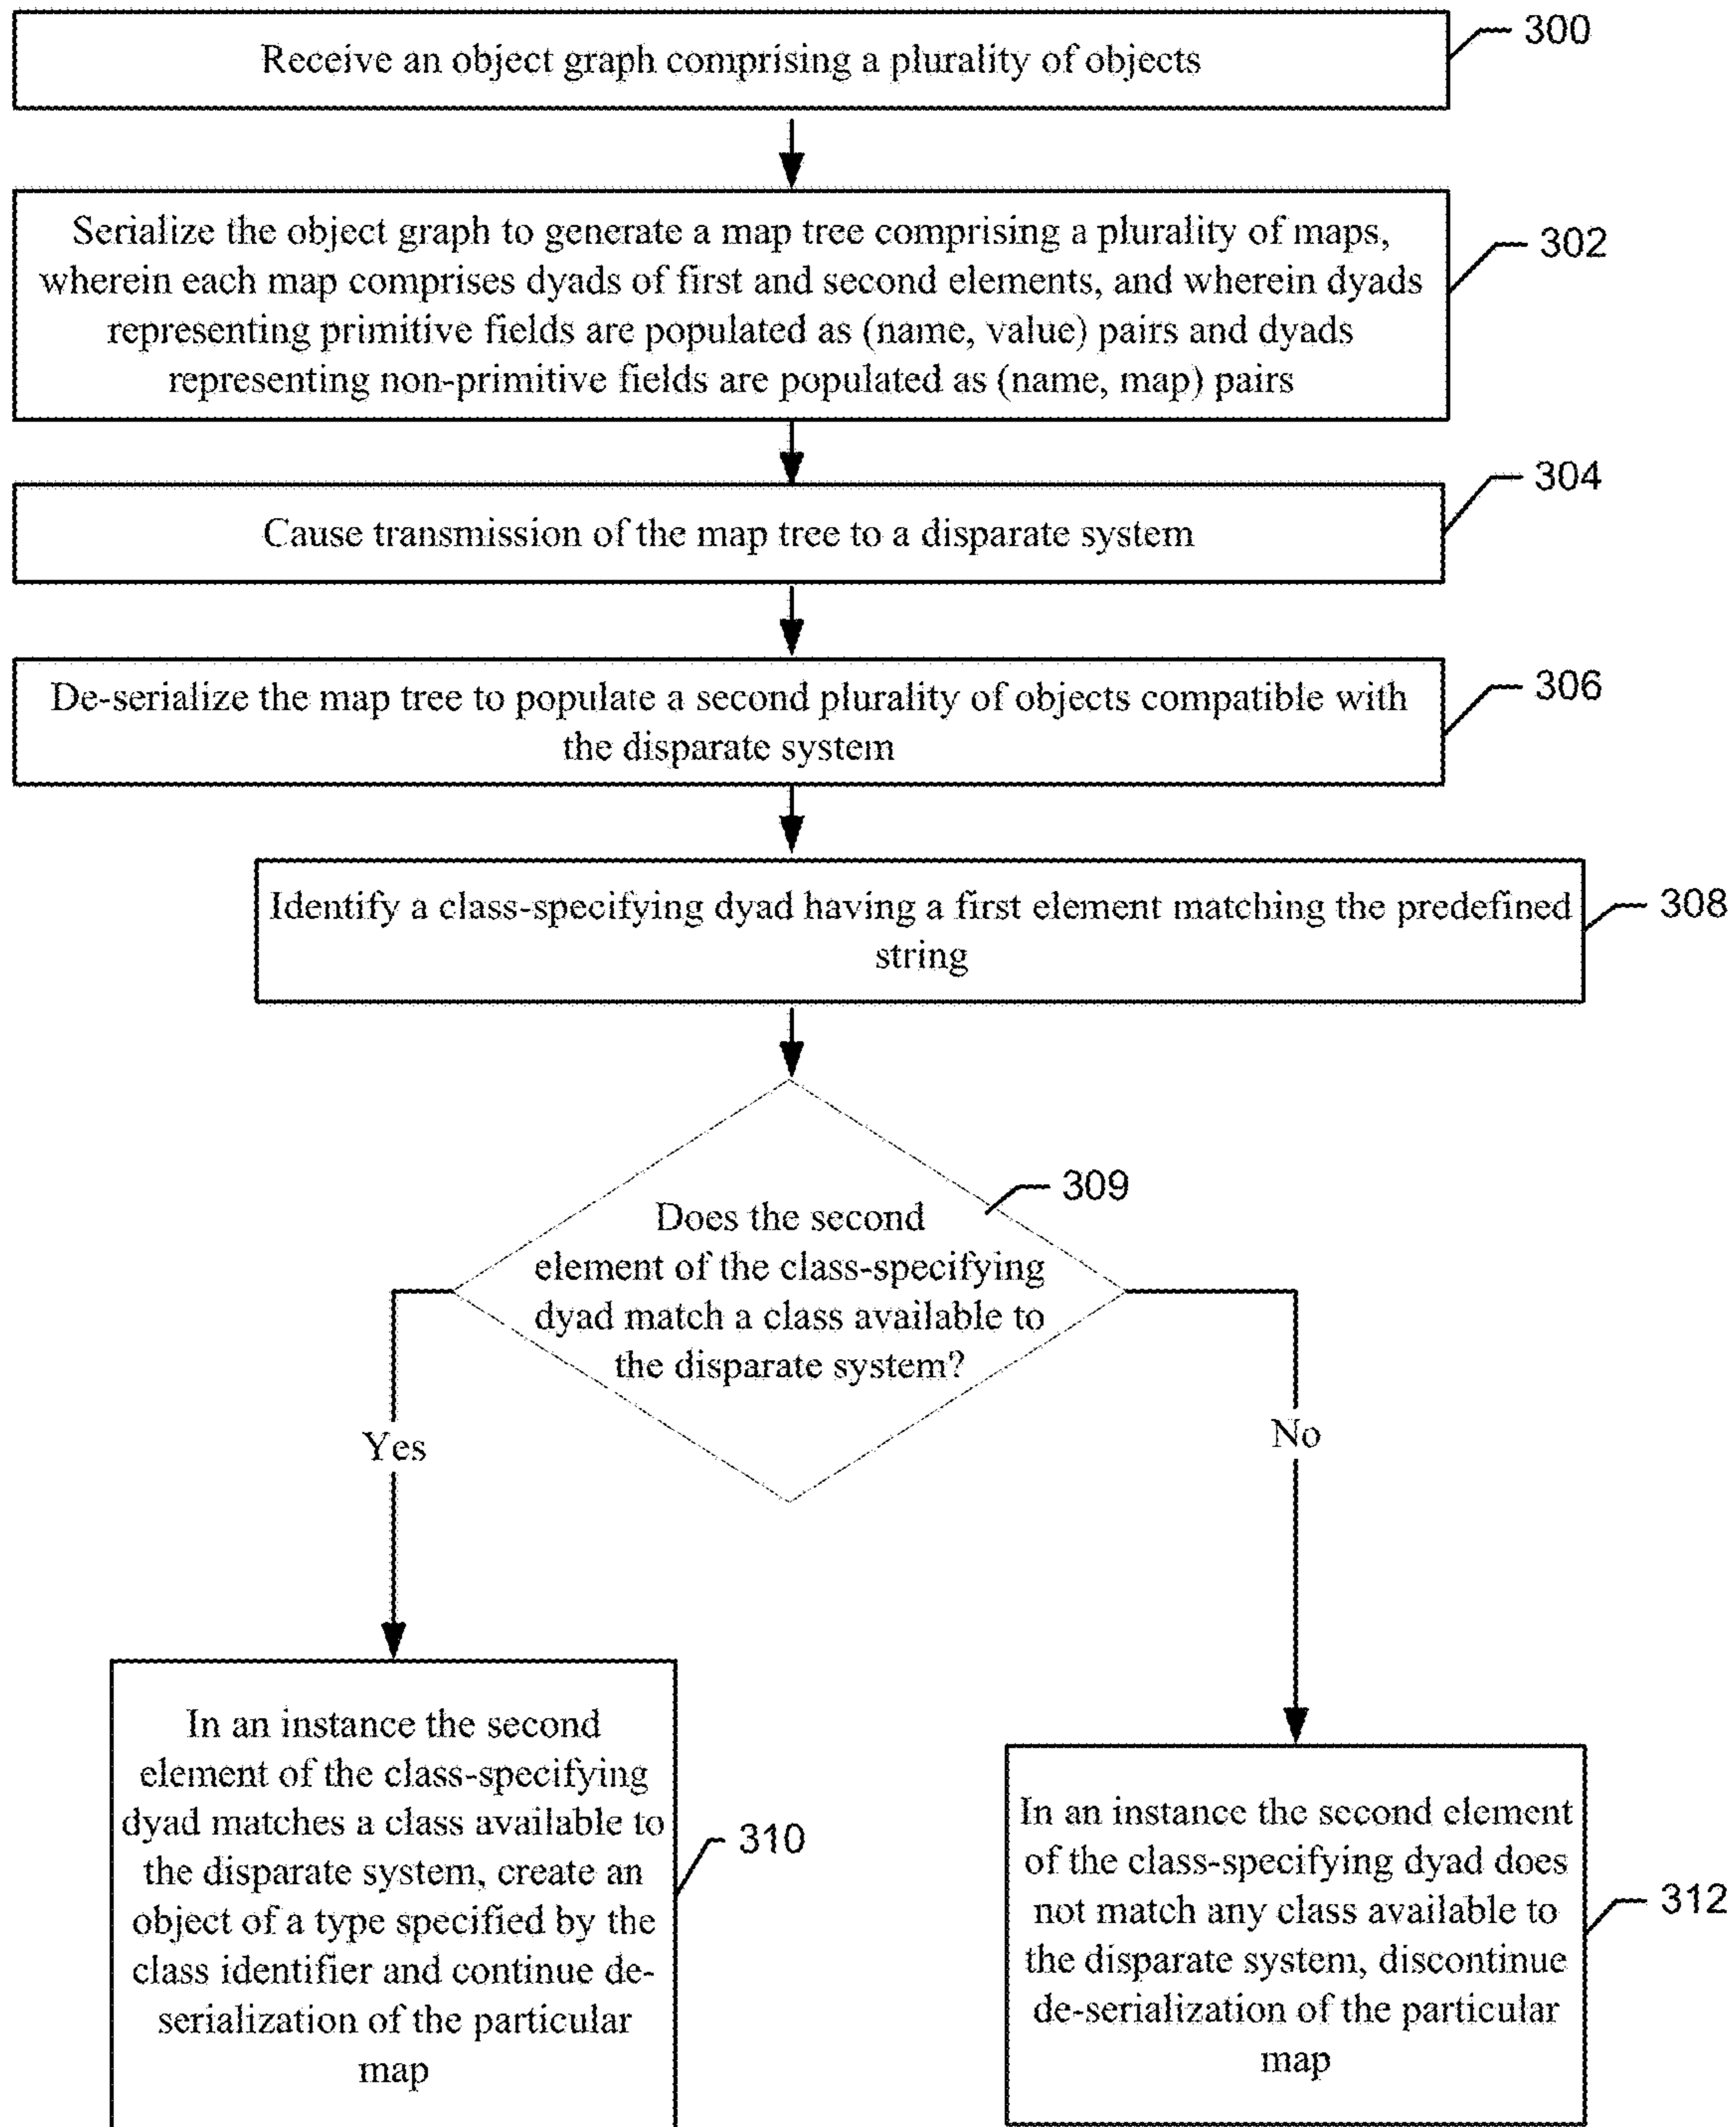 Receive an object graph comprising a plurality of objects
300
Serialize the object graph to generate a map tree comprising a plurality of maps,
wherein each map comprises dyads of first and second elements, and wherein dyads
representing primitive fields are populated as (name, value) pairs and dyads
representing non-primitive fields are populated as (name, map) pairs
302
Cause transmission of the map tree to a disparate system
304
De-serialize the map tree to populate a second plurality of objects compatible with
the disparate system
306
Identify a class-specifying dyad having a first element matching the predefined
string
308
Does the second
element of the class-specifying
dyad match a class available to
the disparate system?
309
Yes
No
In an instance the second
element of the class-specifying
dyad matches a class available to
the disparate system, create an
object of a type specified by the
class identifier and continue de-
serialization of the particular
map
310
In an instance the second element
of the class-specifying dyad does
not match any class available to
the disparate system, discontinue
de-serialization of the particular
map
312